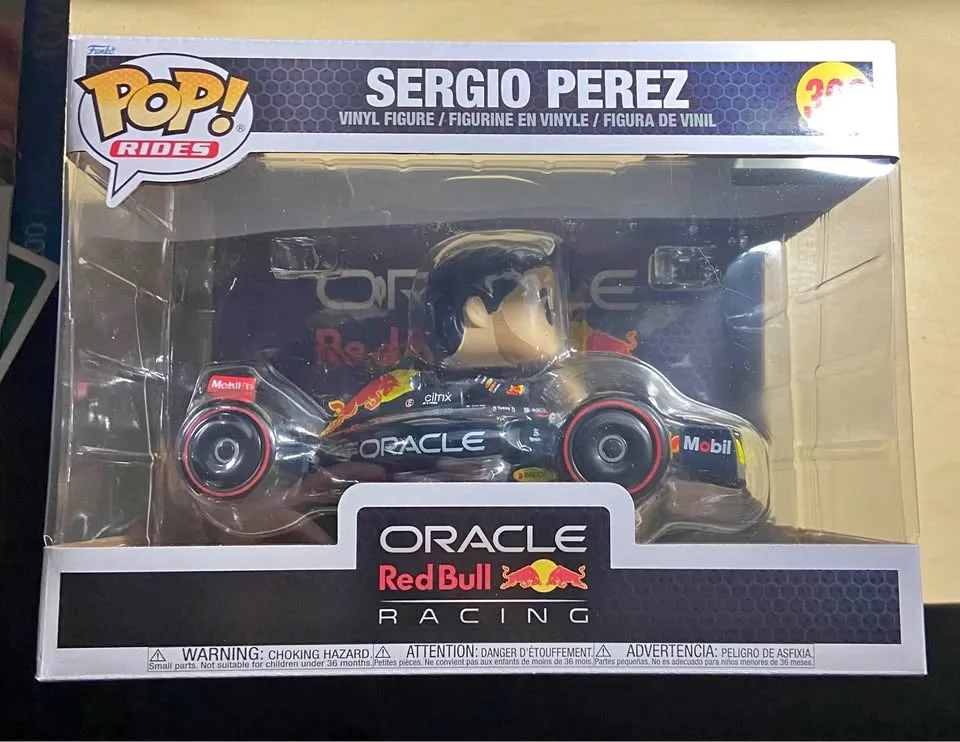 Funko
POP!
RIDES
SERGIO PEREZ
VINYL FIGURE / FIGURINE EN VINYLE / FIGURA DE VINIL
ORACLE
Red
Mobil 1
citrix
ORACLE
Mobil
ORACLE
Red Bull
RACING
WARNING: CHOKING HAZARD.
Small parts. Not suitable for children under 36 months.
ATTENTION: DANGER D'ÉTOUFFEMENT.
Petites pièces. Ne convient pas aux enfants de moins de 36 mois.
ADVERTENCIA: PELIGRO DE ASFIXIA.
Partes pequeñas. No es adecuado para niños menores de 36 meses.